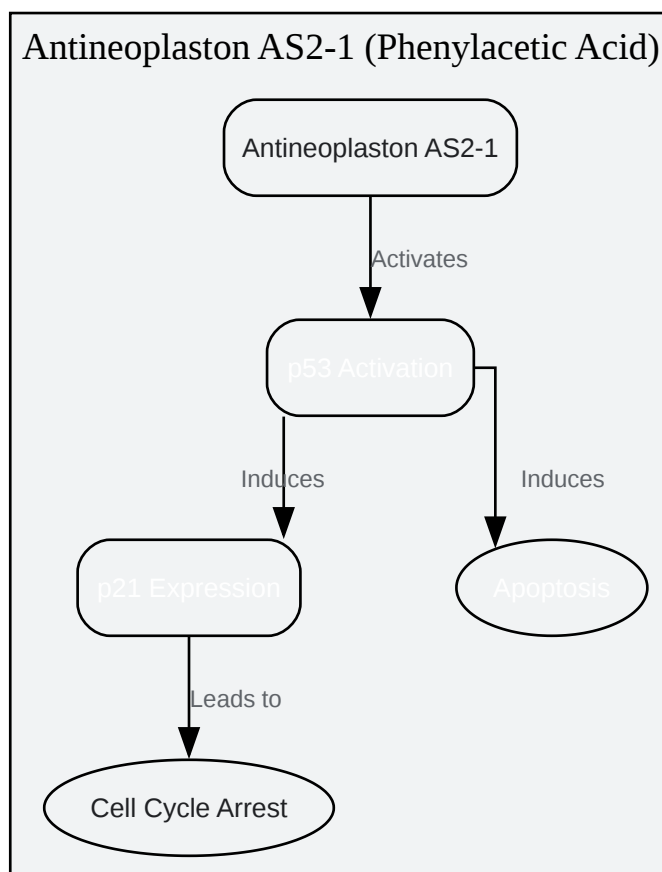 Antineoplaston AS2-1 (Phenylacetic Acid)
Antineoplaston AS2-1
Activates
p53 Activation
Induces
Induces
p21 Expression
Apoptosis
Leads to
Cell Cycle Arrest